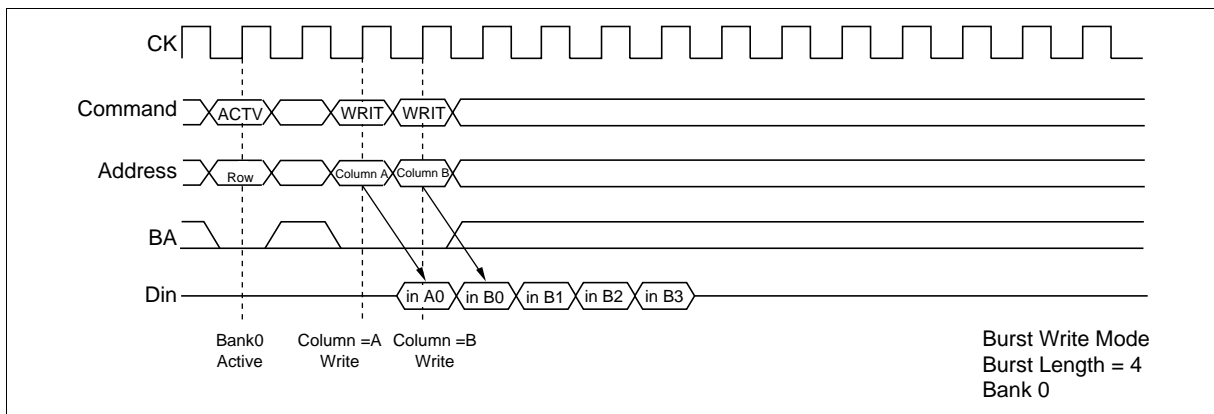 CK
Command
ACTV
WRIT
WRIT
Address
Row
Column A
Column B
BA
Din
in A0
in B0
in B1
in B2
in B3
Bank0
Active
Column =A
Write
Column =B
Write
Burst Write Mode
Burst Length = 4
Bank 0